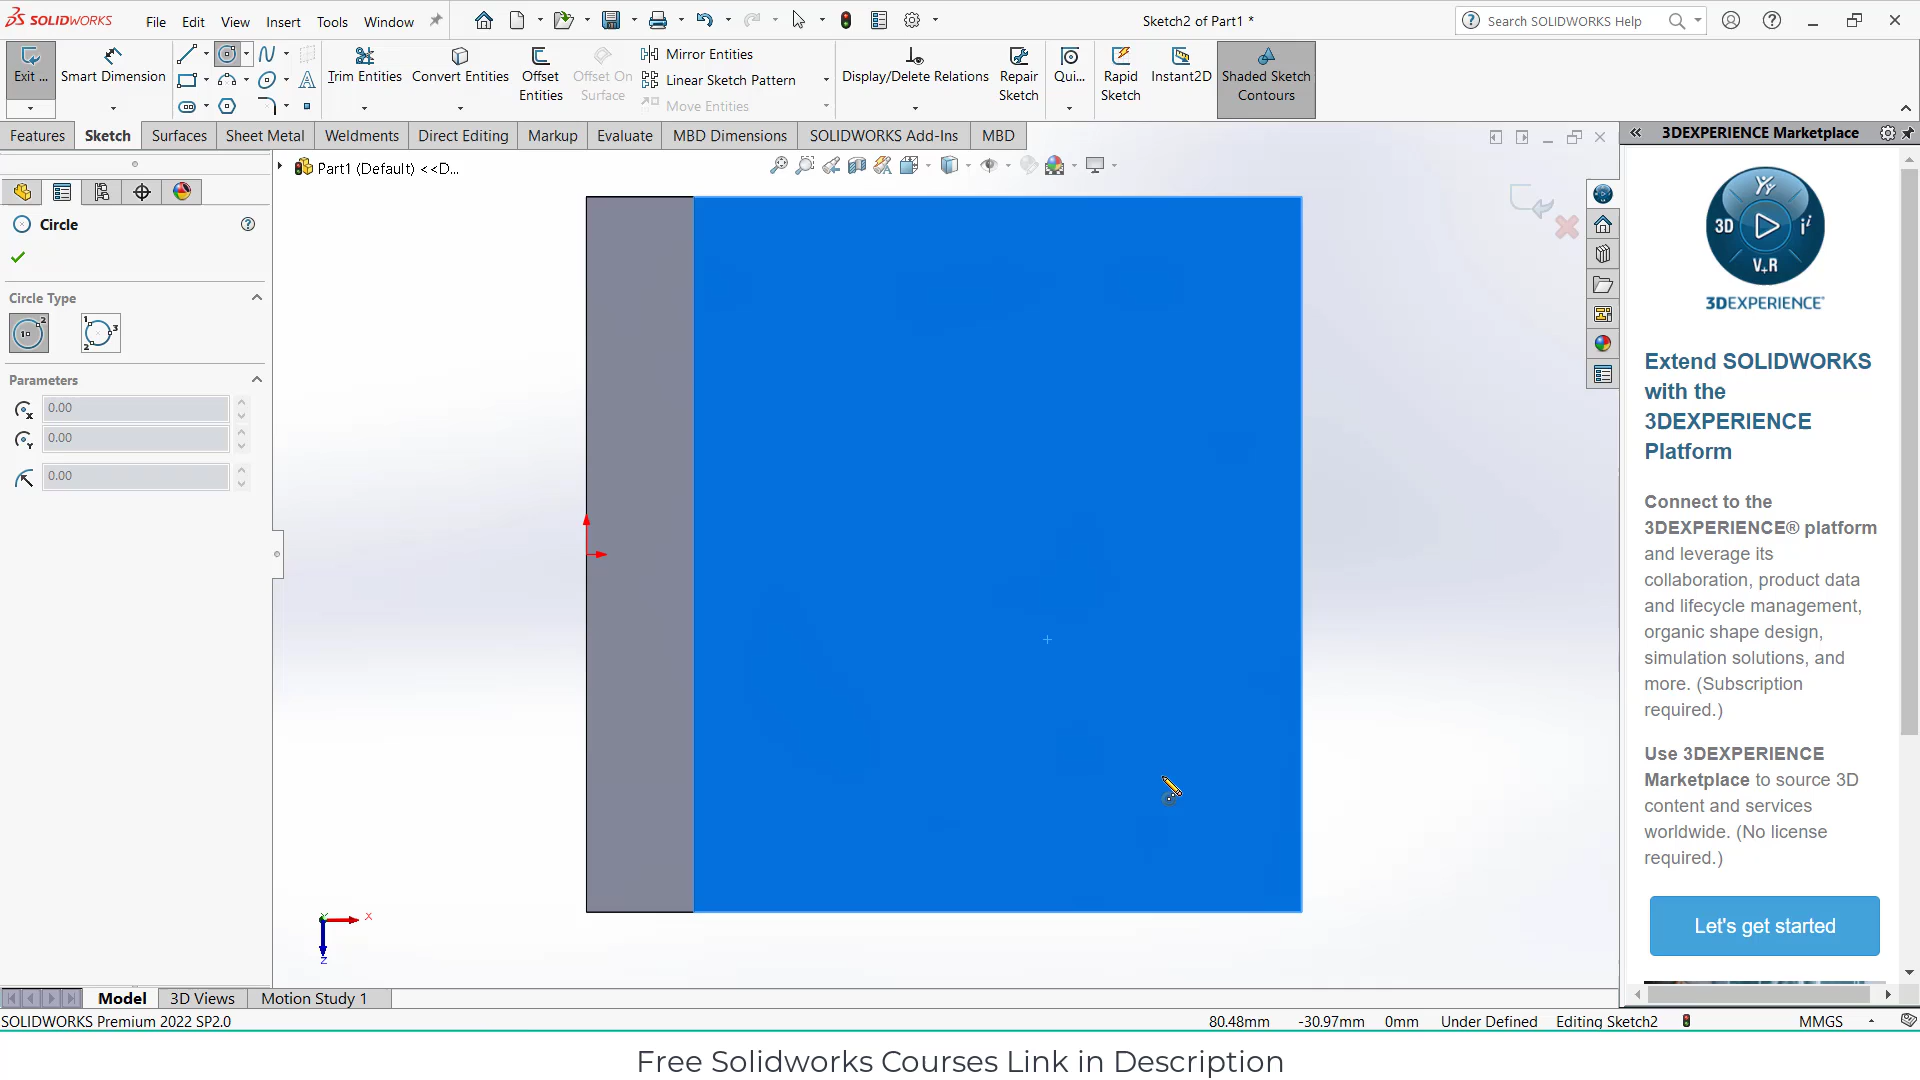 SOLIDWORKS File Edit View Insert Tools Window Sketch2 of Part1 * Search SOLIDWORKS Help
Exit ... Smart Dimension Trim Entities Convert Entities Offset Entities Offset On Surface Mirror Entities Linear Sketch Pattern Move Entities Display/Delete Relations Repair Sketch Qui... Rapid Sketch Instant2D Shaded Sketch Contours
Features Sketch Surfaces Sheet Metal Weldments Direct Editing Markup Evaluate MBD Dimensions SOLIDWORKS Add-Ins MBD 3DEXPERIENCE Marketplace
Part1 (Default) <<D...
Circle
Circle Type
Parameters
0.00
0.00
0.00
3D V+R
3DEXPERIENCE
Extend SOLIDWORKS
with the
3DEXPERIENCE
Platform
Connect to the
3DEXPERIENCE® platform
and leverage its
collaboration, product data
and lifecycle management,
organic shape design,
simulation solutions, and
more. (Subscription
required.)
Use 3DEXPERIENCE
Marketplace to source 3D
content and services
worldwide. (No license
required.)
Let's get started
X
Y
Z
Model 3D Views Motion Study 1
SOLIDWORKS Premium 2022 SP2.0 80.48mm -30.97mm 0mm Under Defined Editing Sketch2 MMGS
Free Solidworks Courses Link in Description